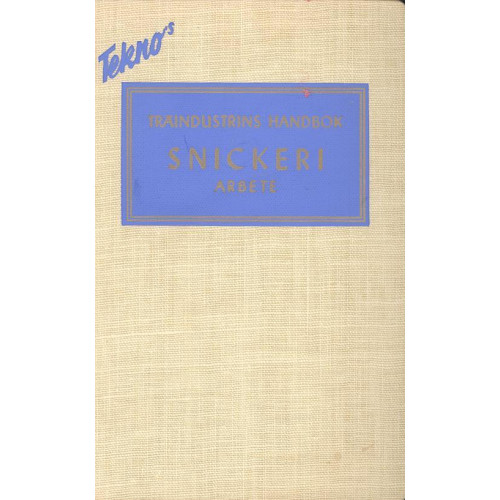 Tekno's
TRÄINDUSTRINS HANDBOK
SNICKERI
ARBETE